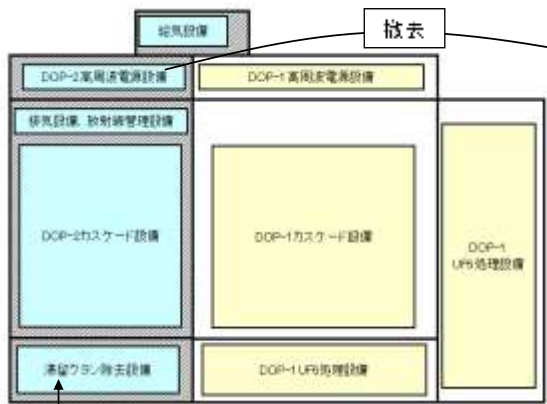 給気設備
撤去
DOP-2高周波電源設備
DOP-1高周波電源設備
排気設備、放射線管理設備
DOP-2カスケード設備
DOP-1カスケード設備
DOP-1
UF6処理設備
滞留ウラン除去設備
DOP-1UF6処理設備